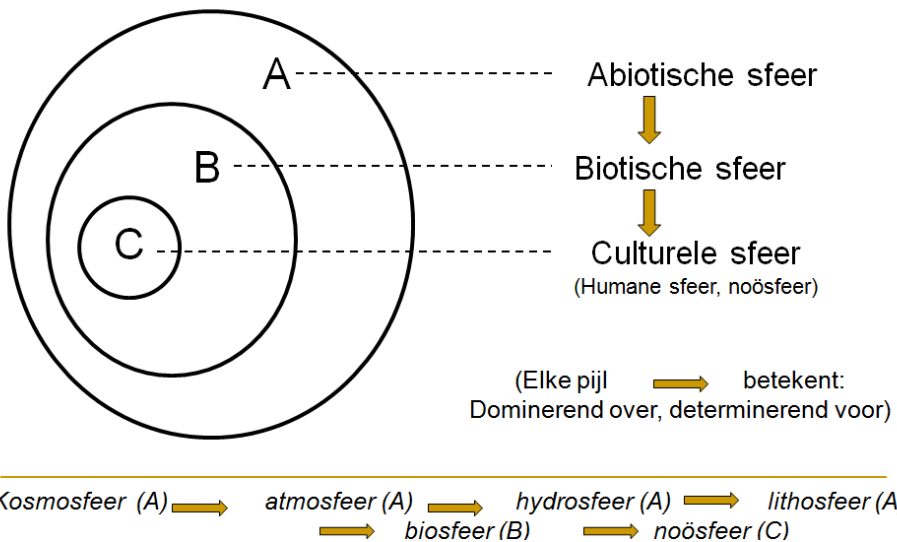 A
Abiotische sfeer
B
Biotische sfeer
C
Culturele sfeer
(Humane sfeer, noösfeer)
(Elke pijl betekent:
Dominerend over, determinerend voor)
Kosmosfeer (A) atmosfeer (A) hydrosfeer (A) lithosfeer (A
biosfeer (B) noösfeer (C)